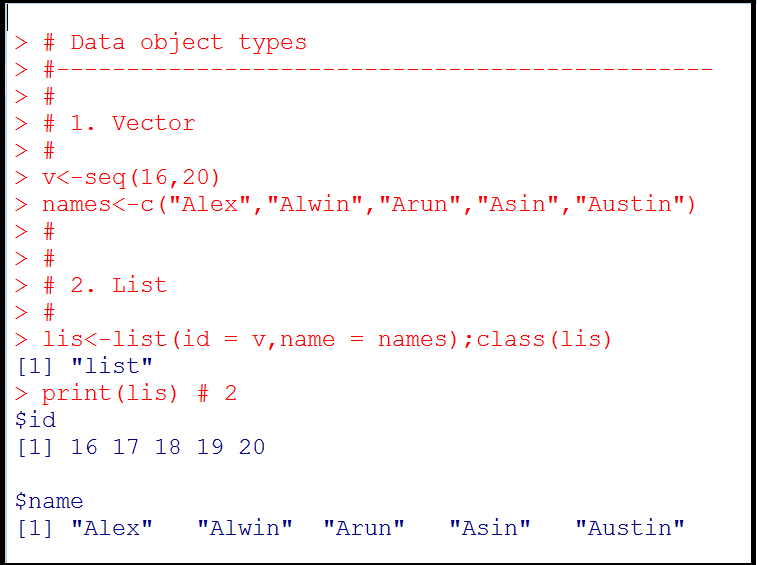 > # Data object types
> #-----------------------------------------------
> #
> # 1. Vector
> #
> v<-seq(16,20)
> names<-c("Alex","Alwin","Arun","Asin","Austin")
> #
> #
> # 2. List
> #
> lis<-list(id = v,name = names);class(lis)
[1] "list"
> print(lis) # 2
$id
[1] 16 17 18 19 20

$name
[1] "Alex"   "Alwin"  "Arun"   "Asin"   "Austin"